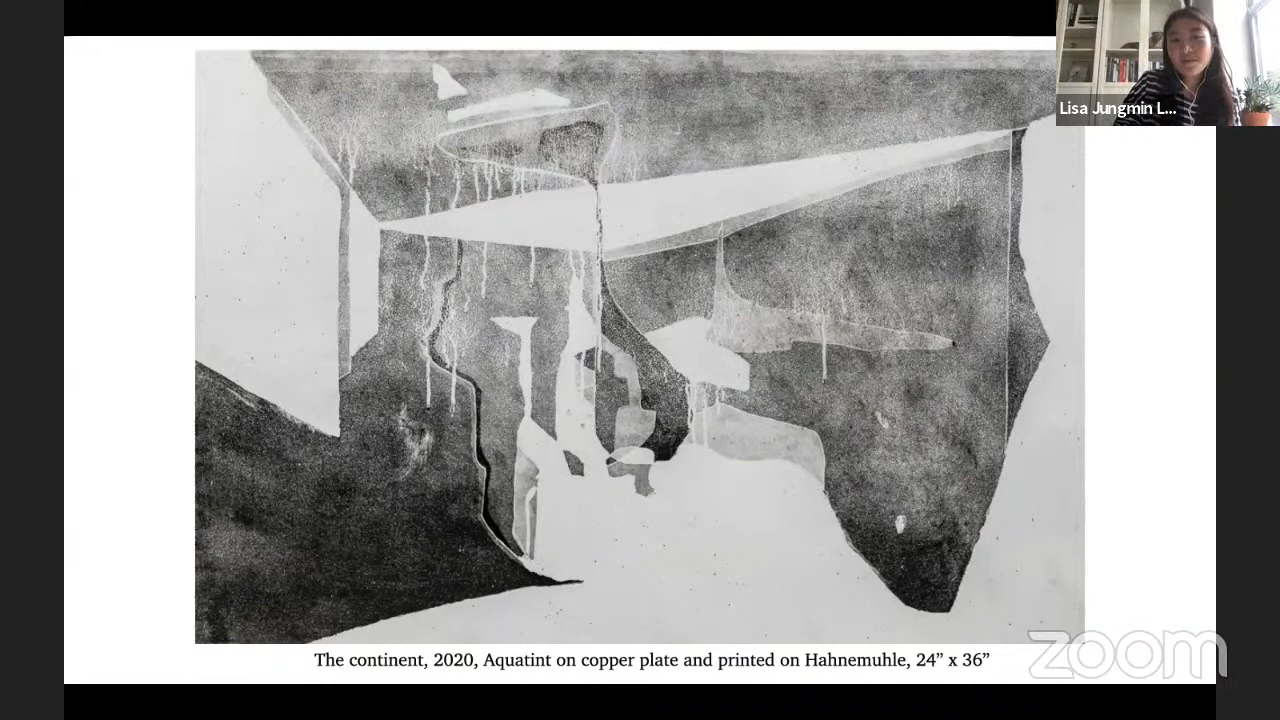 Lisa Jungmin L...
The continent, 2020, Aquatint on copper plate and printed on Hahnemuhle, 24” x 36”
zoom